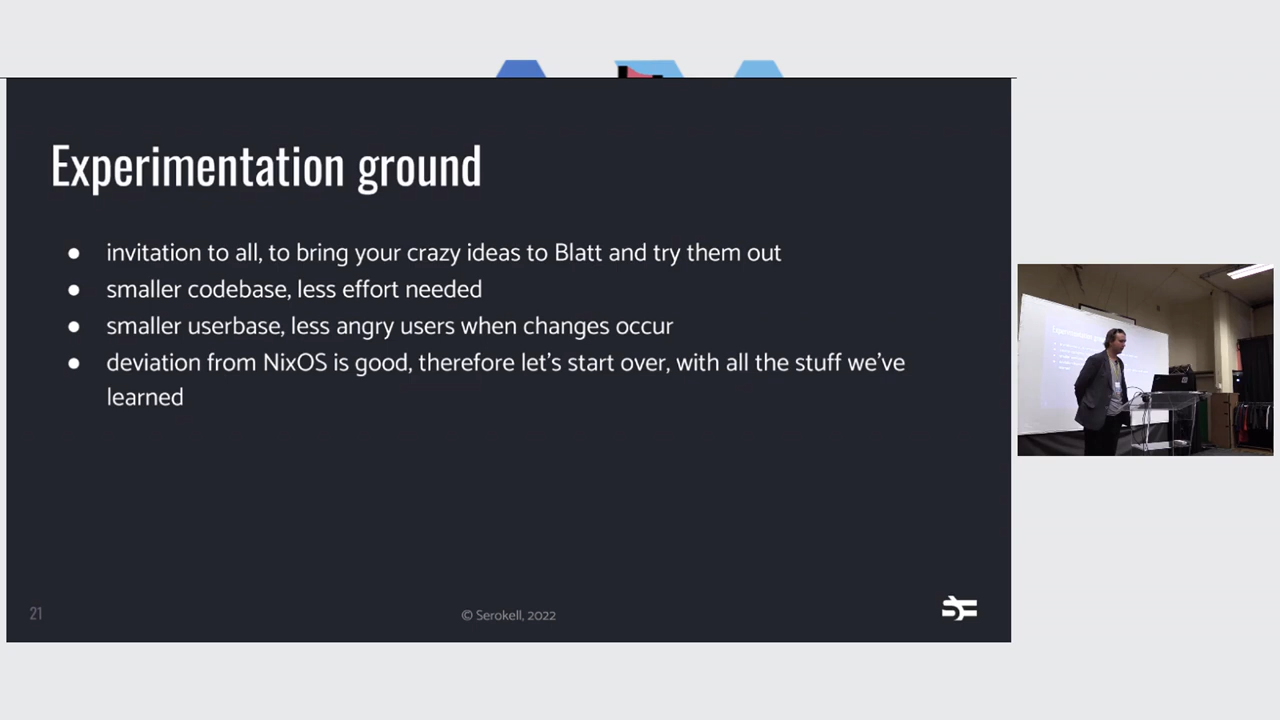 Experimentation ground
● invitation to all, to bring your crazy ideas to Blatt and try them out
● smaller codebase, less effort needed
● smaller userbase, less angry users when changes occur
● deviation from NixOS is good, therefore let's start over, with all the stuff we've
learned
21
© Serokell, 2022